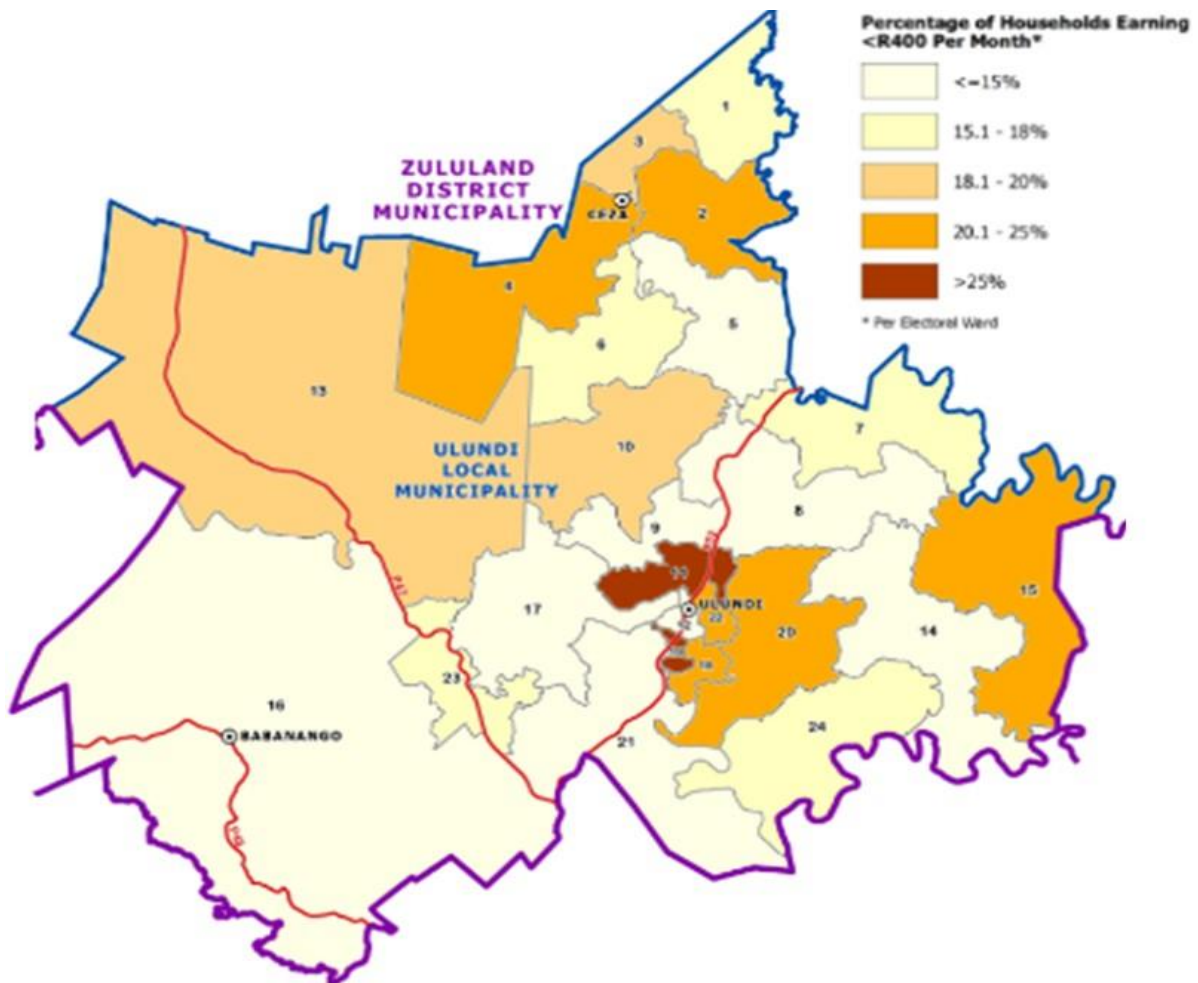 Percentage of Households Earning
<R400 Per Month*
<=15%
15.1 - 18%
18.1 - 20%
20.1 - 25%
>25%
* Per Electoral Ward
ZULULAND
DISTRICT
MUNICIPALITY
CEZA
ULUNDI
LOCAL
MUNICIPALITY
ULUNDI
BABANANGO
1
3
2
4
5
6
13
7
10
8
9
17
15
22
20
14
23
16
24
21